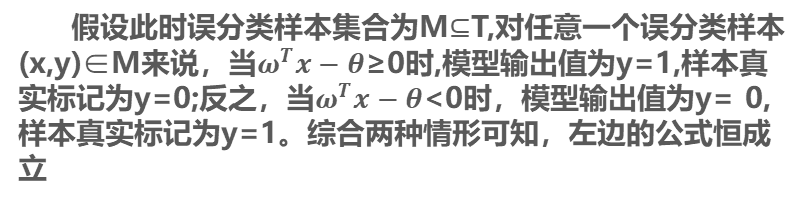 假设此时误分类样本集合为M⊆T,对任意一个误分类样本
(x,y)∈M来说，当ω^T x − θ≥0时,模型输出值为y=1,样本真
实标记为y=0;反之，当ω^T x − θ<0时，模型输出值为y= 0,
样本真实标记为y=1。综合两种情形可知，左边的公式恒成
立